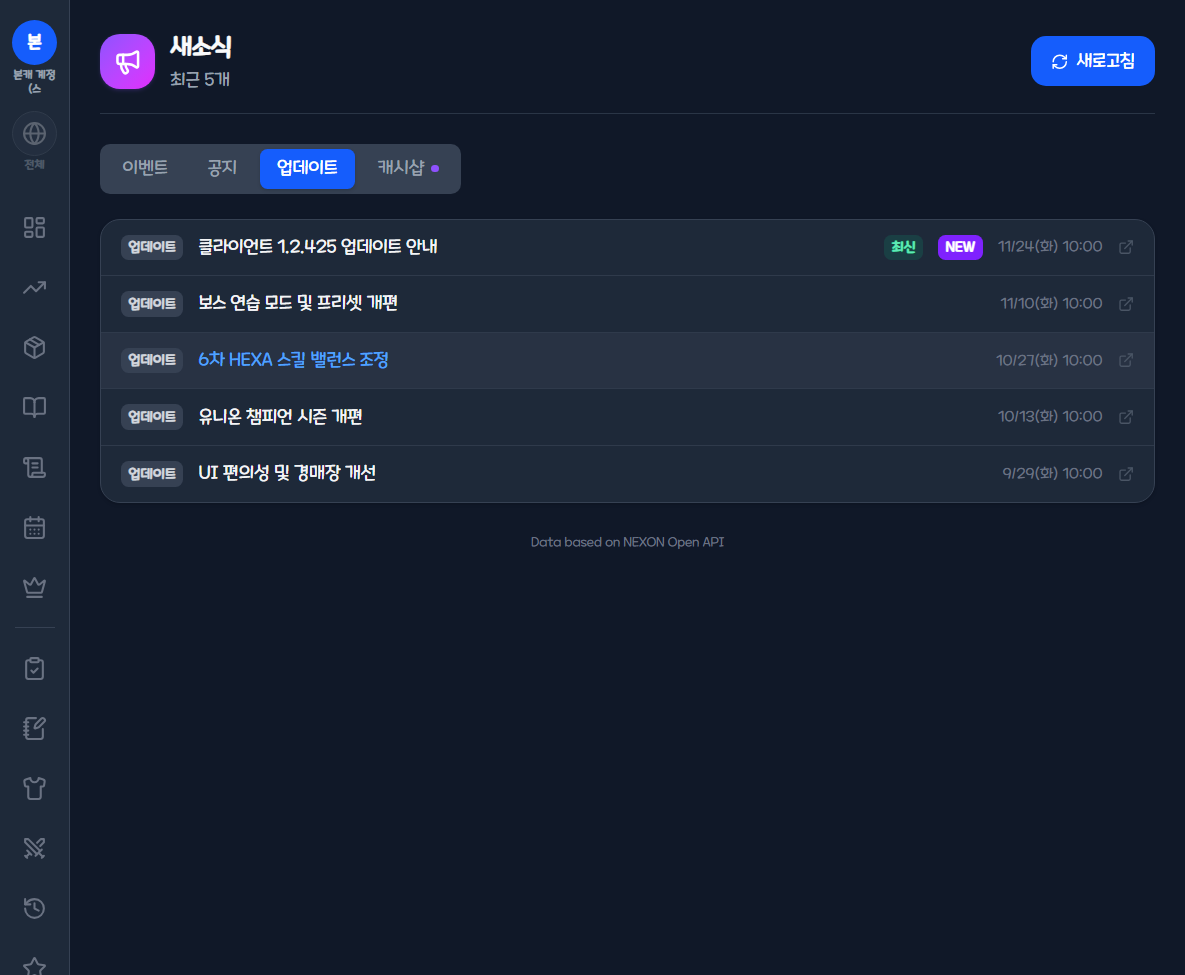 본
본캐 계정
(스
전체
새소식
최근 5개
새로고침
이벤트
공지
업데이트
캐시샵
업데이트 클라이언트 1.2.425 업데이트 안내 최신 NEW 11/24(화) 10:00
업데이트 보스 연습 모드 및 프리셋 개편 11/10(화) 10:00
업데이트 6차 HEXA 스킬 밸런스 조정 10/27(화) 10:00
업데이트 유니온 챔피언 시즌 개편 10/13(화) 10:00
업데이트 UI 편의성 및 경매장 개선 9/29(화) 10:00
Data based on NEXON Open API